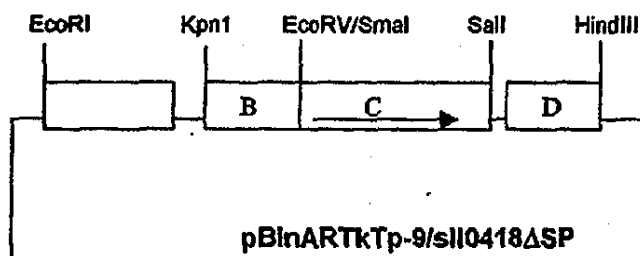 EcoRI Kpn1 EcoRV/SmaI SalI HindIII
B C D
pBinARTkTp-9/sll0418ΔSP